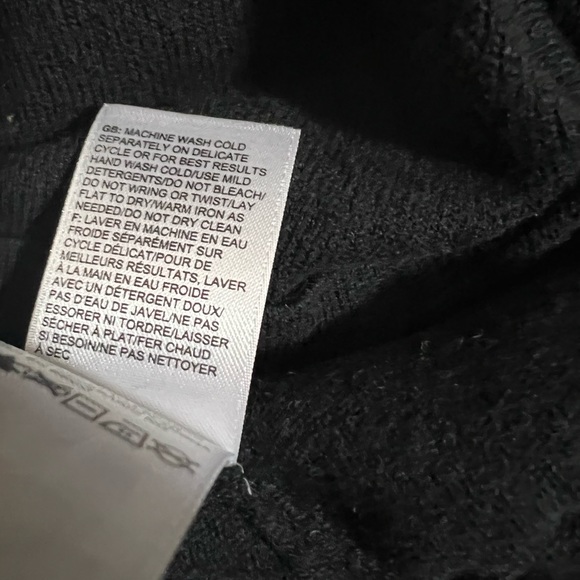 GB: MACHINE WASH COLD
SEPARATELY ON DELICATE
CYCLE OR FOR BEST RESULTS
HAND WASH COLD/USE MILD
DETERGENTS/DO NOT BLEACH/
DO NOT WRING OR TWIST/LAY
FLAT TO DRY/WARM IRON AS
NEEDED/DO NOT DRY CLEAN
F: LAVER EN MACHINE EN EAU
FROIDE SÉPARÉMENT SUR
CYCLE DÉLICAT/POUR DE
MEILLEURS RÉSULTATS, LAVER
À LA MAIN EN EAU FROIDE
AVEC UN DÉTERGENT DOUX/
PAS D'EAU DE JAVEL/NE PAS
ESSORER NI TORDRE/LAISSER
SÉCHER À PLAT/FER CHAUD
SI BESOIN/NE PAS NETTOYER
À SEC